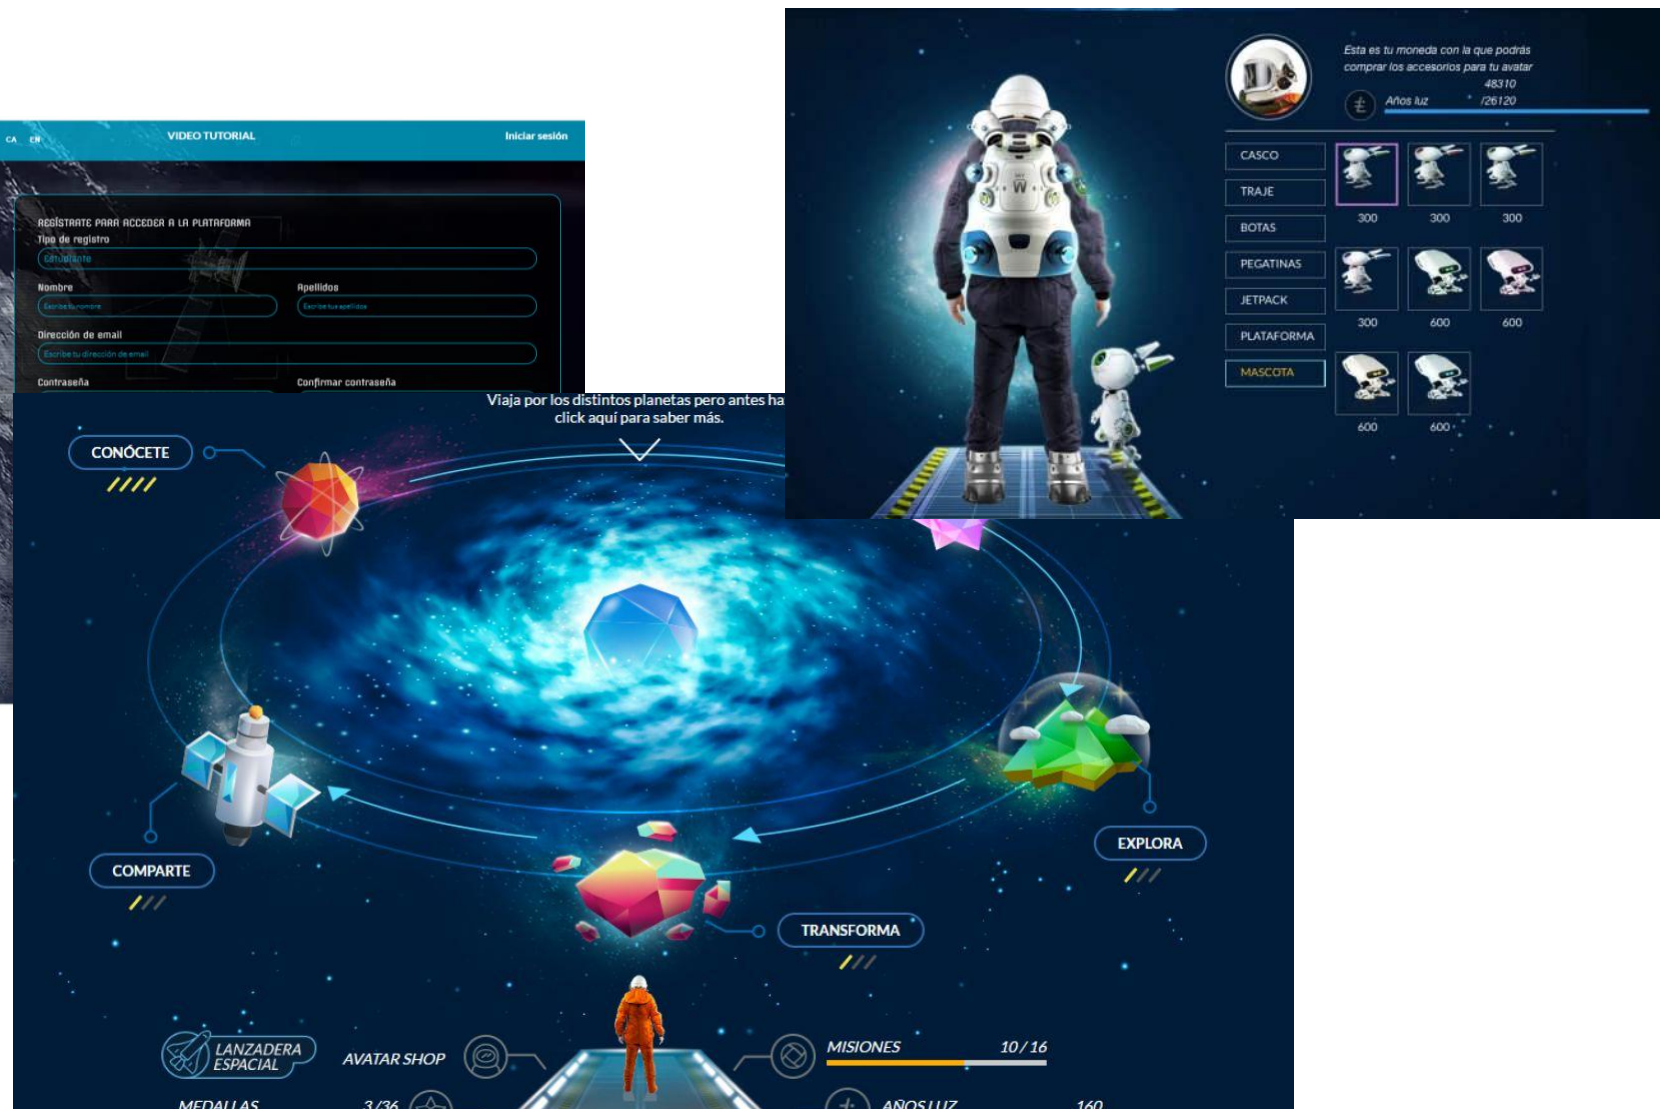 CA EN VIDEO TUTORIAL Iniciar sesión
REGÍSTRATE PARA ACCEDER A LA PLATAFORMA
Tipo de registro
Estudiante
Nombre Apellidos
Escribe tu nombre Escribe tus apellidos
Dirección de email
Escribe tu dirección de email
Contraseña Confirmar contraseña
Esta es tu moneda con la que podrás
comprar los accesorios para tu avatar
48310
Años luz /26120
CASCO
TRAJE
BOTAS
PEGATINAS
JETPACK
PLATAFORMA
MASCOTA
300 300 300
300 600 600
600 600
W
Viaja por los distintos planetas pero antes ha
click aquí para saber más.
CONÓCETE
EXPLORA
COMPARTE
TRANSFORMA
LANZADERA
ESPACIAL
AVATAR SHOP
MISIONES 10 / 16
MEDALLAS 3 /36
AÑOS LUZ 160